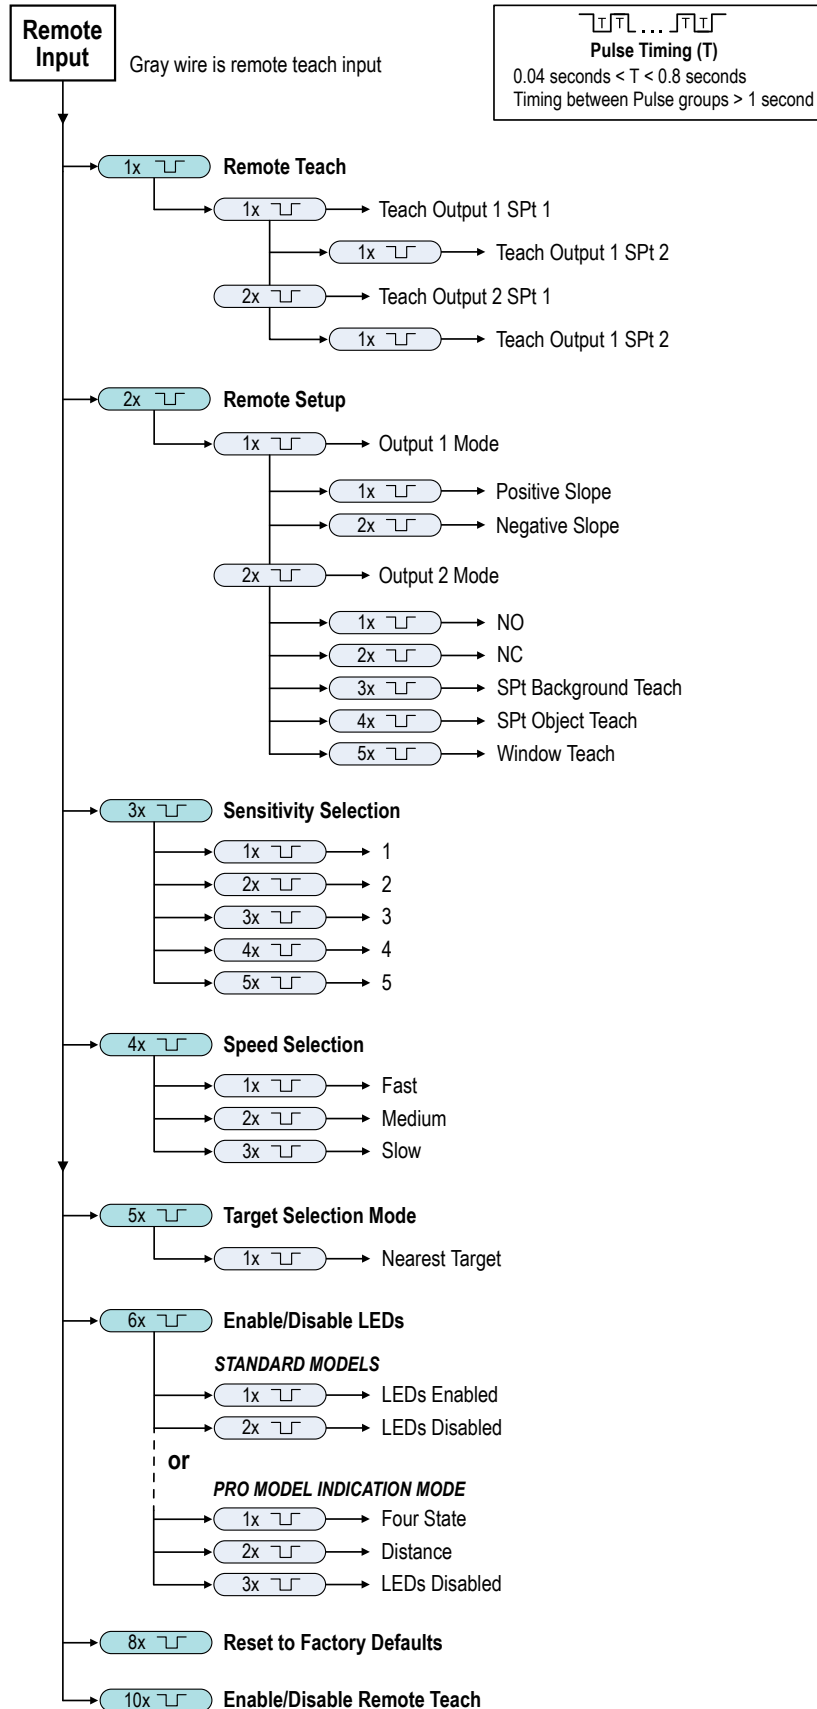 Remote
Input
Gray wire is remote teach input
T T ... T T
Pulse Timing (T)
0.04 seconds < T < 0.8 seconds
Timing between Pulse groups > 1 second
1x Remote Teach
1x Teach Output 1 SPt 1
1x Teach Output 1 SPt 2
2x Teach Output 2 SPt 1
1x Teach Output 1 SPt 2
2x Remote Setup
1x Output 1 Mode
1x Positive Slope
2x Negative Slope
2x Output 2 Mode
1x NO
2x NC
3x SPt Background Teach
4x SPt Object Teach
5x Window Teach
3x Sensitivity Selection
1x 1
2x 2
3x 3
4x 4
5x 5
4x Speed Selection
1x Fast
2x Medium
3x Slow
5x Target Selection Mode
1x Nearest Target
6x Enable/Disable LEDs
STANDARD MODELS
1x LEDs Enabled
2x LEDs Disabled
or
PRO MODEL INDICATION MODE
1x Four State
2x Distance
3x LEDs Disabled
8x Reset to Factory Defaults
10x Enable/Disable Remote Teach